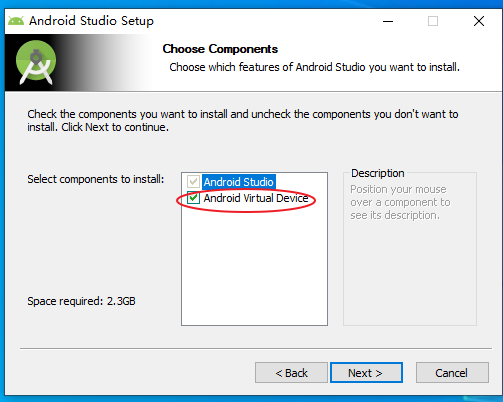 Android Studio Setup
Choose Components
Choose which features of Android Studio you want to install.
Check the components you want to install and uncheck the components you don't want to
install. Click Next to continue.
Select components to install:
Android Studio
Android Virtual Device
Description
Position your mouse
over a component to
see its description.
Space required: 2.3GB
< Back
Next >
Cancel